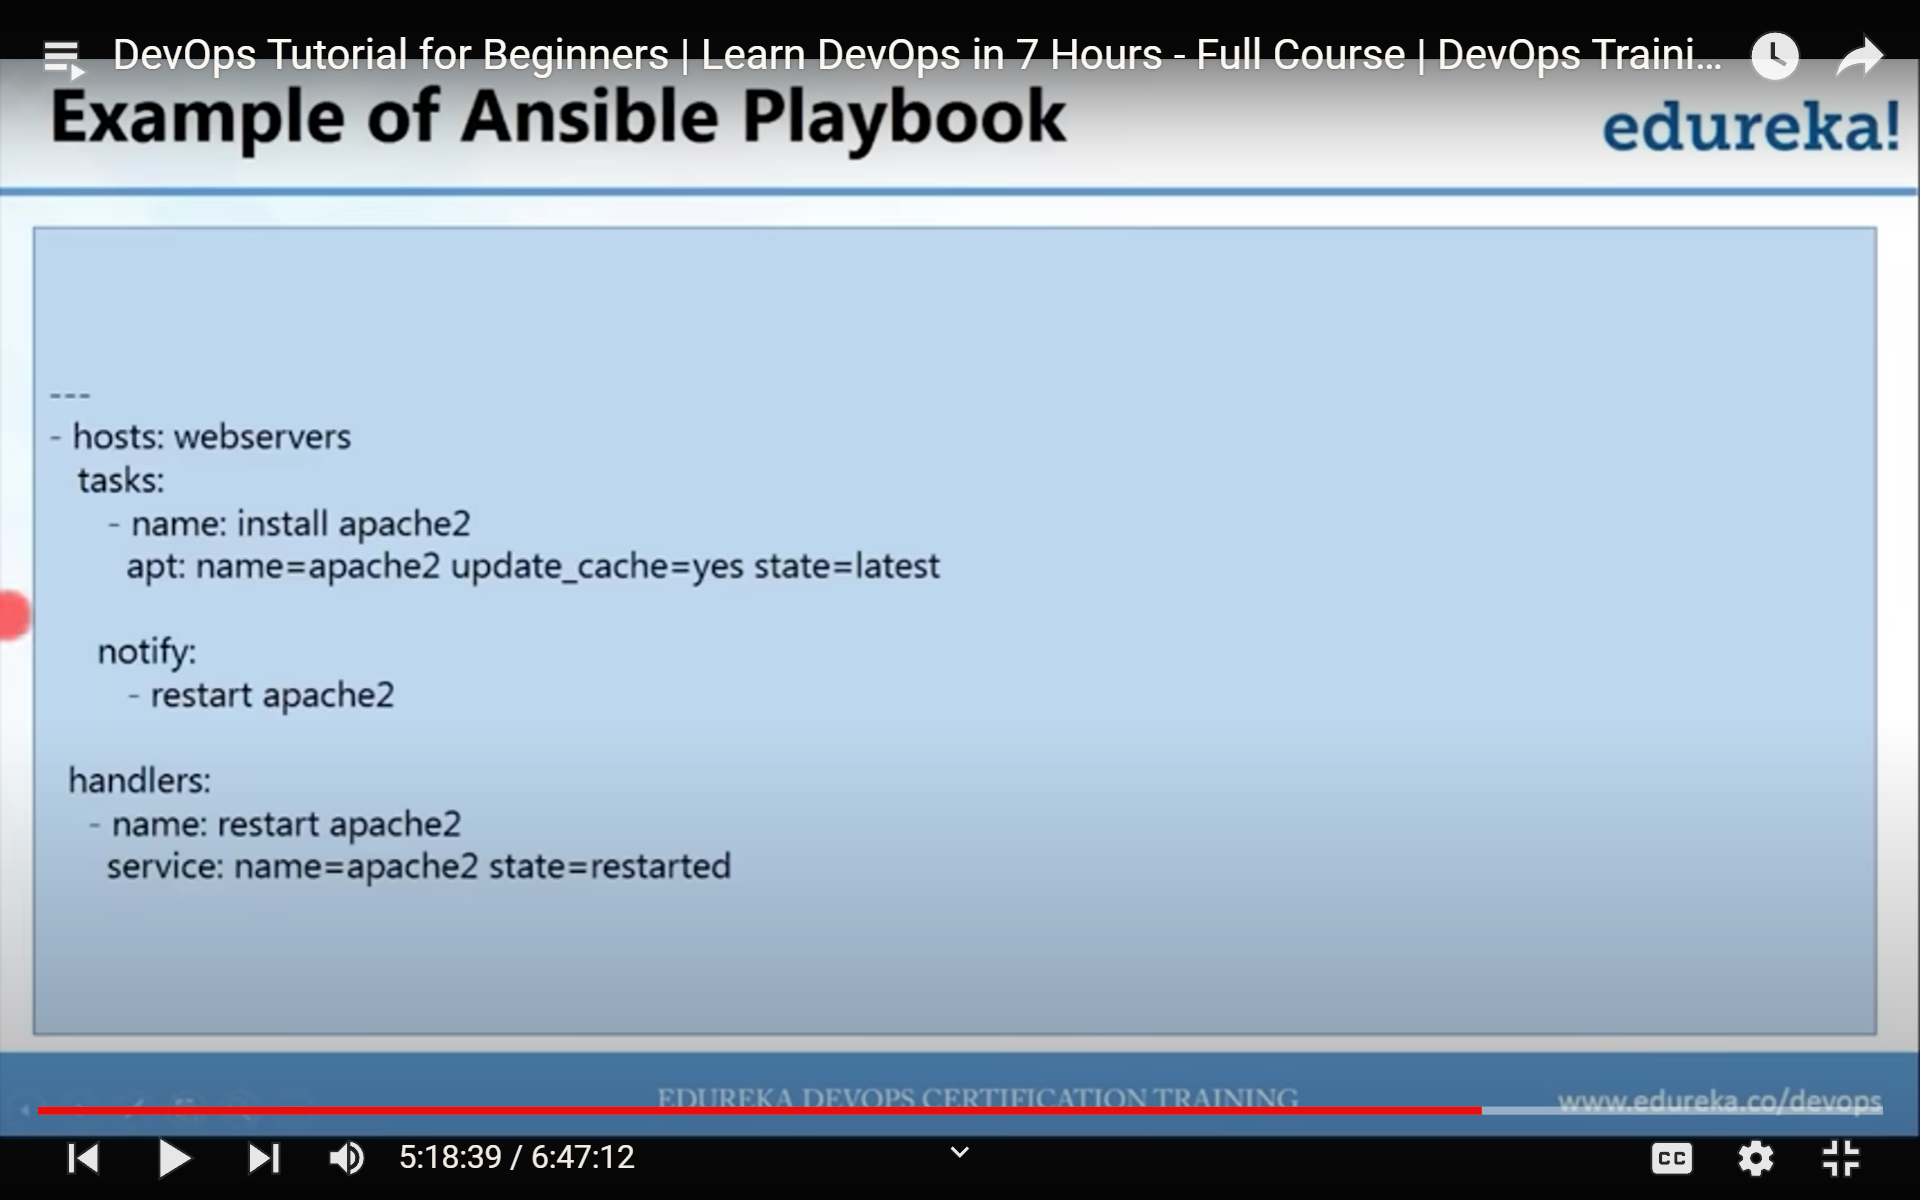 DevOps Tutorial for Beginners | Learn DevOps in 7 Hours - Full Course | DevOps Traini...
Example of Ansible Playbook
edureka!
---
- hosts: webservers
tasks:
- name: install apache2
apt: name=apache2 update_cache=yes state=latest
notify:
- restart apache2
handlers:
- name: restart apache2
service: name=apache2 state=restarted
EDUREKA DEVOPS CERTIFICATION TRAINING
www.edureka.co/devops
5:18:39 / 6:47:12
CC